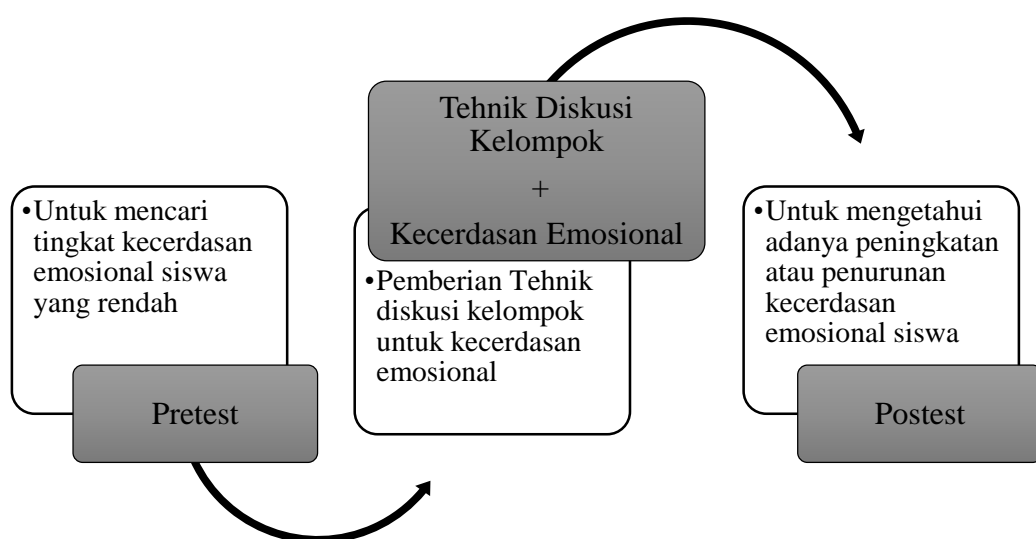 •Untuk mencari
tingkat kecerdasan
emosional siswa
yang rendah
Pretest
Tehnik Diskusi
Kelompok
+
Kecerdasan Emosional
•Pemberian Tehnik
diskusi kelompok
untuk kecerdasan
emosional
•Untuk mengetahui
adanya peningkatan
atau penurunan
kecerdasan
emosional siswa
Postest